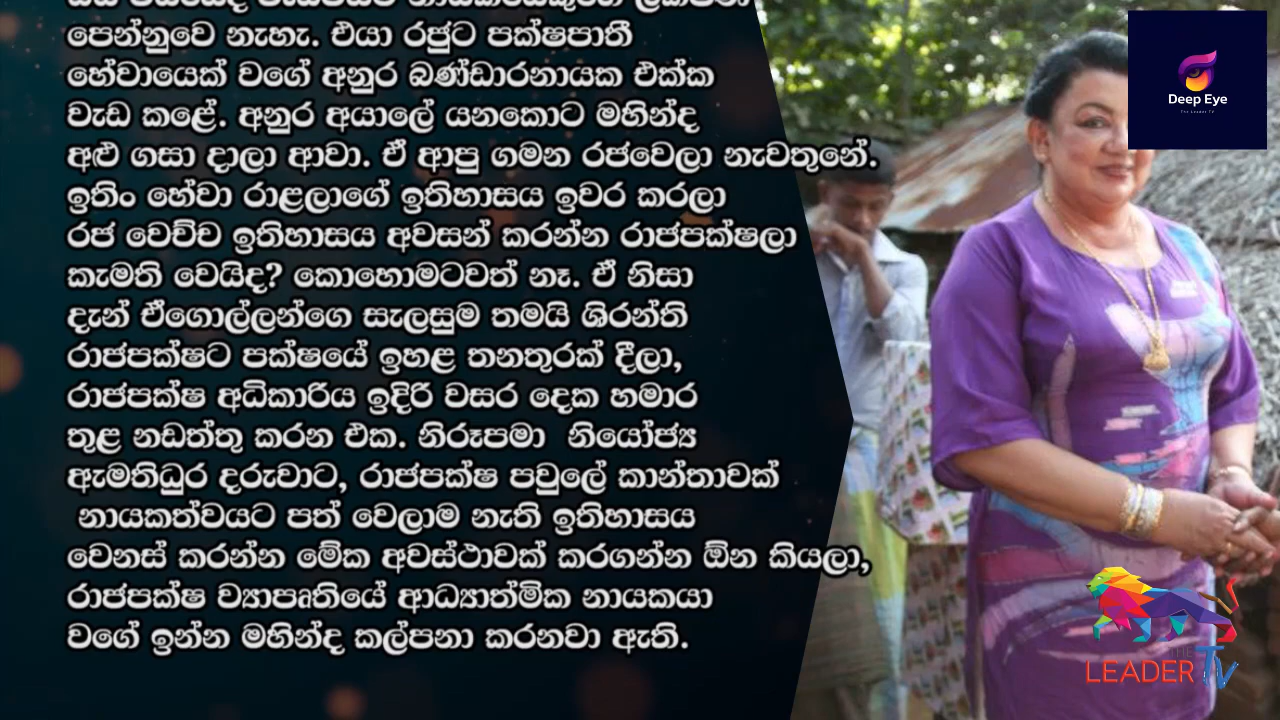 පෙන්නුවෙ නැහැ. එයා රජුට පක්ෂපාතී
හේවායෙක් වගේ අනුර බණ්ඩාරනායක එක්ක
වැඩ කළේ. අනුර අයාලේ යනකොට මහින්ද
අළු ගසා දාලා ආවා. ඒ ආපු ගමන රජවෙලා නැවතුනේ.
ඉතිං හේවා රාළලාගේ ඉතිහාසය ඉවර කරලා
රජ වෙච්ච ඉතිහාසය අවසන් කරන්න රාජපක්ෂලා
කැමති වෙයිද? කොහොමටවත් නෑ. ඒ නිසා
දැන් ඒගොල්ලන්ගෙ සැලසුම තමයි ශිරන්ති
රාජපක්ෂට පක්ෂයේ ඉහළ තනතුරක් දීලා,
රාජපක්ෂ අධිකාරිය ඉදිරි වසර දෙක හමාර
තුළ නඩත්තු කරන එක. නිරූපමා නියෝජ්‍ය
ඇමතිධුර දරුවාට, රාජපක්ෂ පවුලේ කාන්තාවක්
නායකත්වයට පත් වෙලාම නැති ඉතිහාසය
වෙනස් කරන්න මේක අවස්ථාවක් කරගන්න ඕන කියලා,
රාජපක්ෂ ව්‍යාපෘතියේ ආධ්‍යාත්මික නායකයා
වගේ ඉන්න මහින්ද කල්පනා කරනවා ඇති.
Deep Eye
The Leader TV
THE
LEADER TV